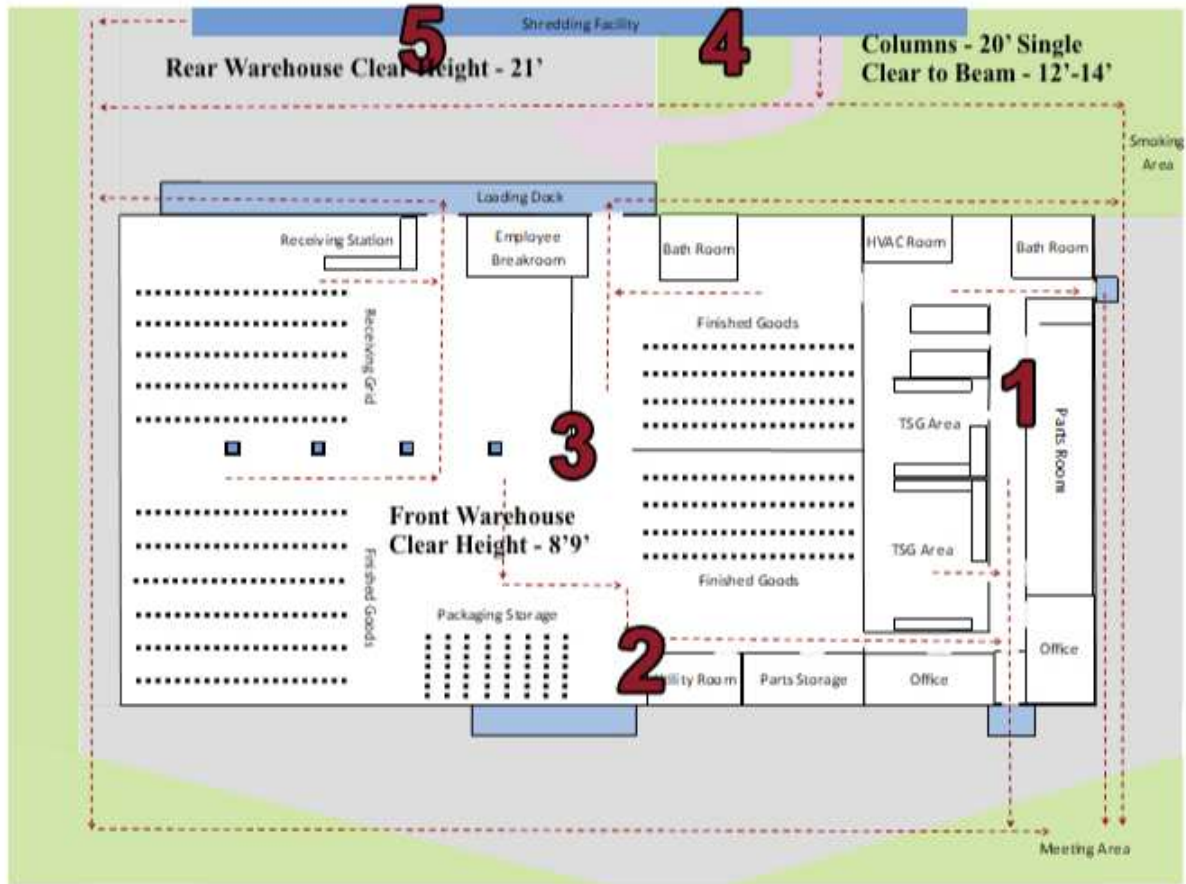 Shredding Facility
5
4
Rear Warehouse Clear Height - 21’
Columns - 20’ Single
Clear to Beam - 12’-14’
Smoking
Area
Loading Dock
Receiving Station
Employee
Breakroom
Bath Room
HVAC Room
Bath Room
Receiving Grid
Finished Goods
1
TSG Area
Parts Room
3
Front Warehouse
Clear Height - 8’9’
TSG Area
Finished Goods
Finished Goods
Packaging Storage
2
Utility Room
Parts Storage
Office
Office
Meeting Area